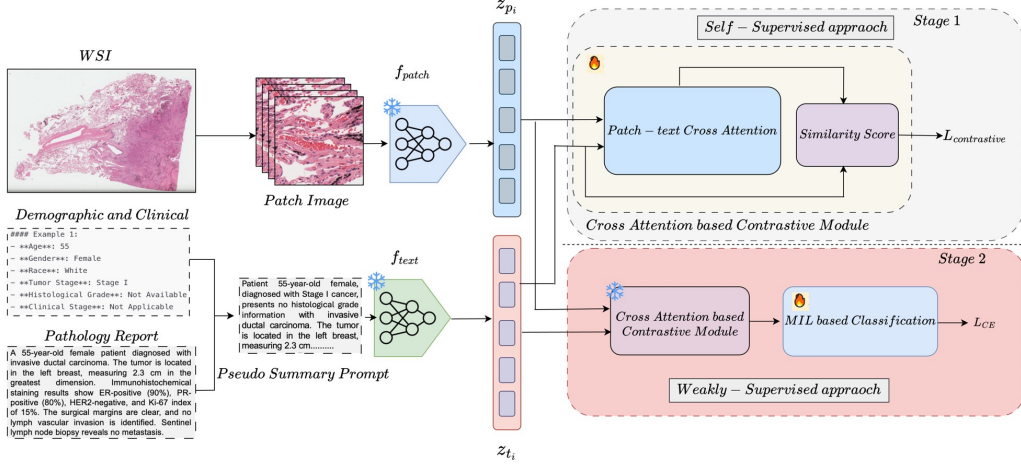 WSI
Patch Image
f_patch
z_{p_i}
Demographic and Clinical
#### Example 1:
– **Age**: 55
– **Gender**: Female
– **Race**: White
– **Tumor Stage**: Stage I
– **Histological Grade**: Not Available
– **Clinical Stage**: Not Applicable
Pathology Report
A 55-year-old female patient diagnosed with
invasive ductal carcinoma. The tumor is located
in the left breast, measuring 2.3 cm in the
greatest dimension. Immunohistochemical
staining results show ER-positive (90%), PR-
positive (80%), HER2-negative, and Ki-67 index
of 15%. The surgical margins are clear, and no
lymph vascular invasion is identified. Sentinel
lymph node biopsy reveals no metastasis.
Patient 55-year-old female,
diagnosed with Stage I cancer,
presents no histological grade
information with invasive
ductal carcinoma. The tumor
is located in the left breast,
measuring 2.3 cm..........
Pseudo Summary Prompt
f_text
z_{t_i}
Stage 1
Self – Supervised appraoch
Patch – text Cross Attention
Similarity Score
L_contrastive
Cross Attention based Contrastive Module
Stage 2
Cross Attention based
Contrastive Module
MIL based Classification
L_CE
Weakly – Supervised appraoch